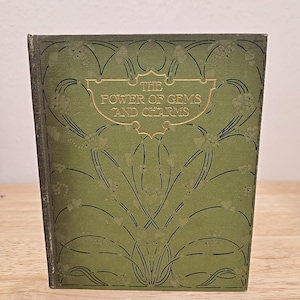 THE
POWER OF GEMS
AND CHARMS